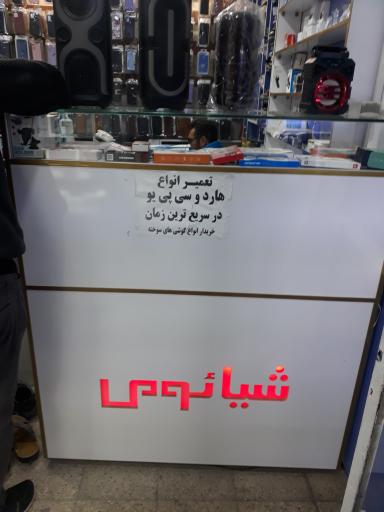 تعمیر انواع
هارد و سی پی یو
در سریع ترین زمان
خریدار انواع گوشی های سوخته
شیائومی